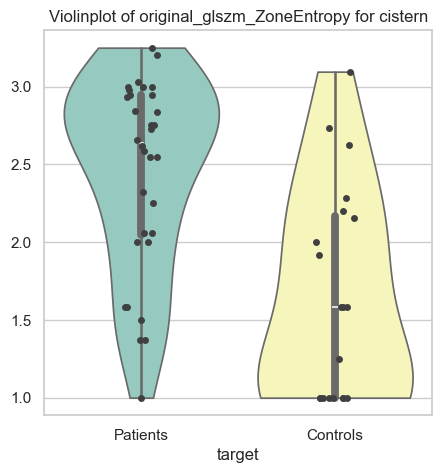 Violinplot of original_glszm_ZoneEntropy for cistern
3.0
2.5
2.0
1.5
1.0
Patients Controls
target